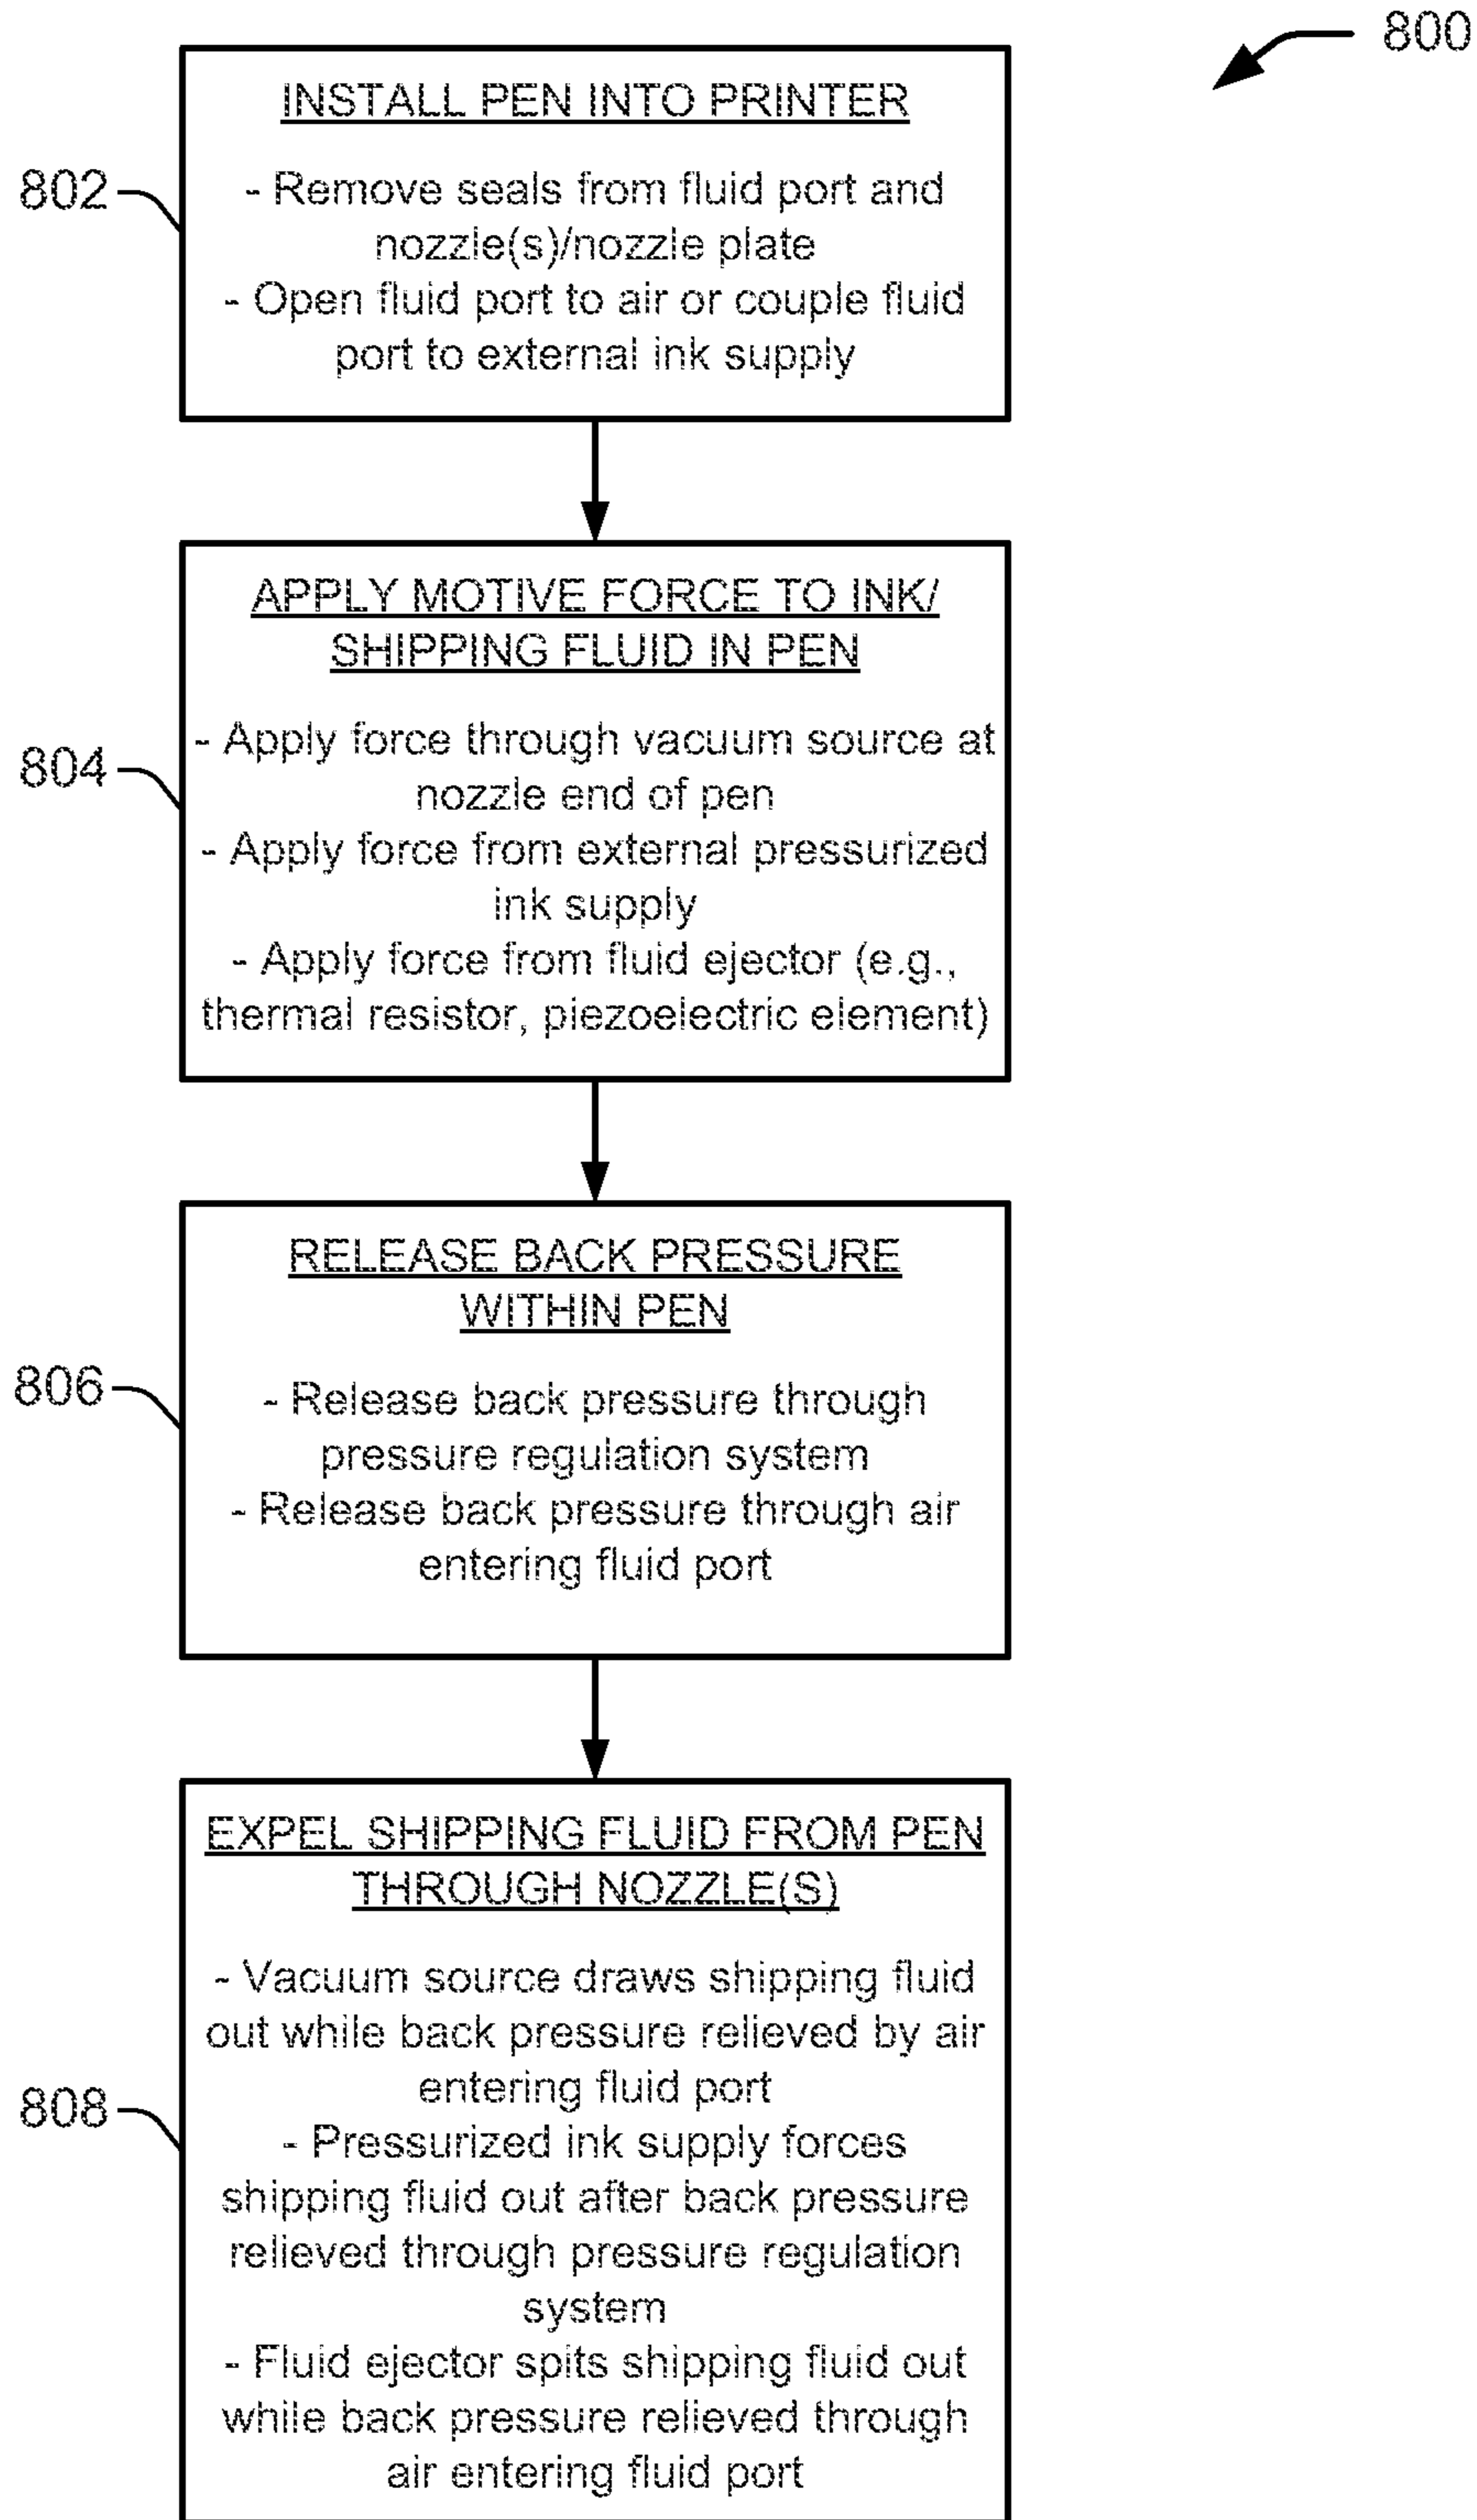 800
INSTALL PEN INTO PRINTER
802
- Remove seals from fluid port and
nozzle(s)/nozzle plate
- Open fluid port to air or couple fluid
port to external ink supply
APPLY MOTIVE FORCE TO INK/
SHIPPING FLUID IN PEN
804
- Apply force through vacuum source at
nozzle end of pen
- Apply force from external pressurized
ink supply
- Apply force from fluid ejector (e.g.,
thermal resistor, piezoelectric element)
RELEASE BACK PRESSURE
WITHIN PEN
806
- Release back pressure through
pressure regulation system
- Release back pressure through air
entering fluid port
EXPEL SHIPPING FLUID FROM PEN
THROUGH NOZZLE(S)
808
- Vacuum source draws shipping fluid
out while back pressure relieved by air
entering fluid port
- Pressurized ink supply forces
shipping fluid out after back pressure
relieved through pressure regulation
system
- Fluid ejector spits shipping fluid out
while back pressure relieved through
air entering fluid port